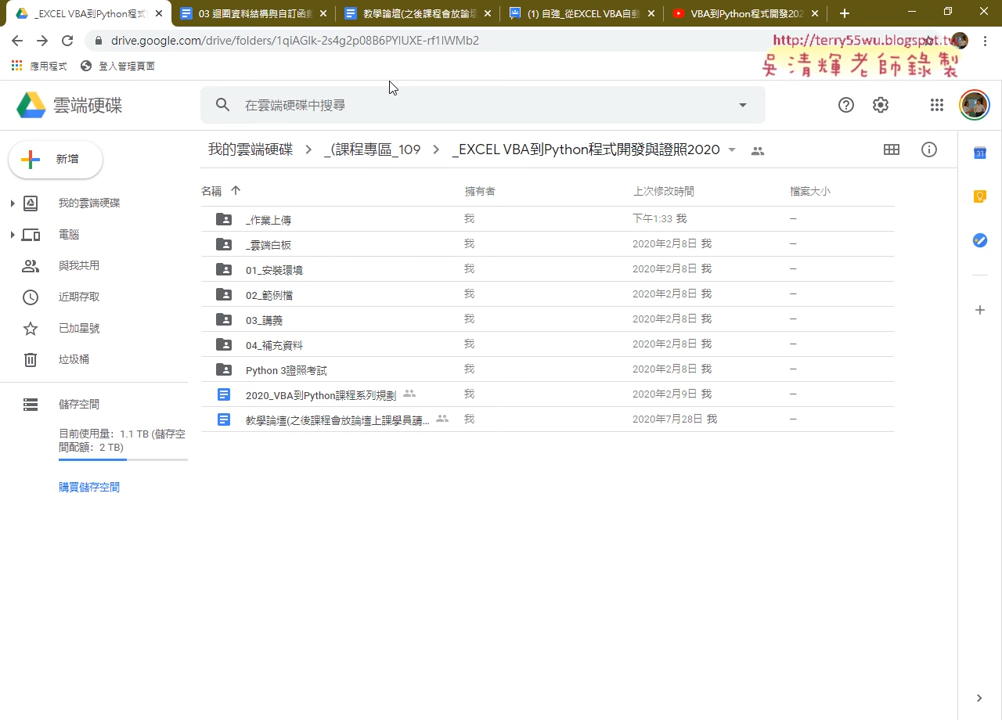 _EXCEL VBA到Python程式
03 迴圈資料結構與自訂函
教學論壇(之後課程會放論壇
(1) 自強_從EXCEL VBA自動
VBA到Python程式開發202
drive.google.com/drive/folders/1qiAGIk-2s4g2p08B6PYIUXE-rf1IWMb2
http://terry55wu.blogspot.tw
吳清輝老師錄製
應用程式
登入管理頁面
雲端硬碟
在雲端硬碟中搜尋
新增
我的雲端硬碟
電腦
與我共用
近期存取
已加星號
垃圾桶
儲存空間
目前使用量: 1.1 TB (儲存空
間配額: 2 TB)
購買儲存空間
我的雲端硬碟 > _(課程專區_109 > _EXCEL VBA到Python程式開發與證照2020
名稱 擁有者 上次修改時間 檔案大小
_作業上傳 我 下午1:33 我 –
_雲端白板 我 2020年2月8日 我 –
01_安裝環境 我 2020年2月8日 我 –
02_範例檔 我 2020年2月8日 我 –
03_講義 我 2020年2月8日 我 –
04_補充資料 我 2020年2月8日 我 –
Python 3證照考試 我 2020年2月8日 我 –
2020_VBA到Python課程系列規劃 我 2020年2月9日 我 –
教學論壇(之後課程會放論壇上課學員請... 我 2020年7月28日 我 –
31